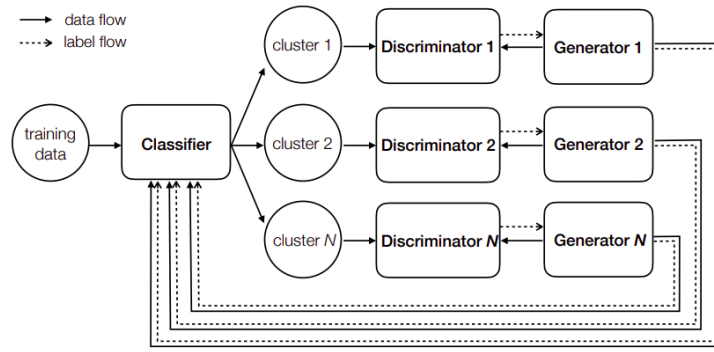 data flow
label flow
cluster 1
Discriminator 1
Generator 1
training
data
Classifier
cluster 2
Discriminator 2
Generator 2
cluster N
Discriminator N
Generator N